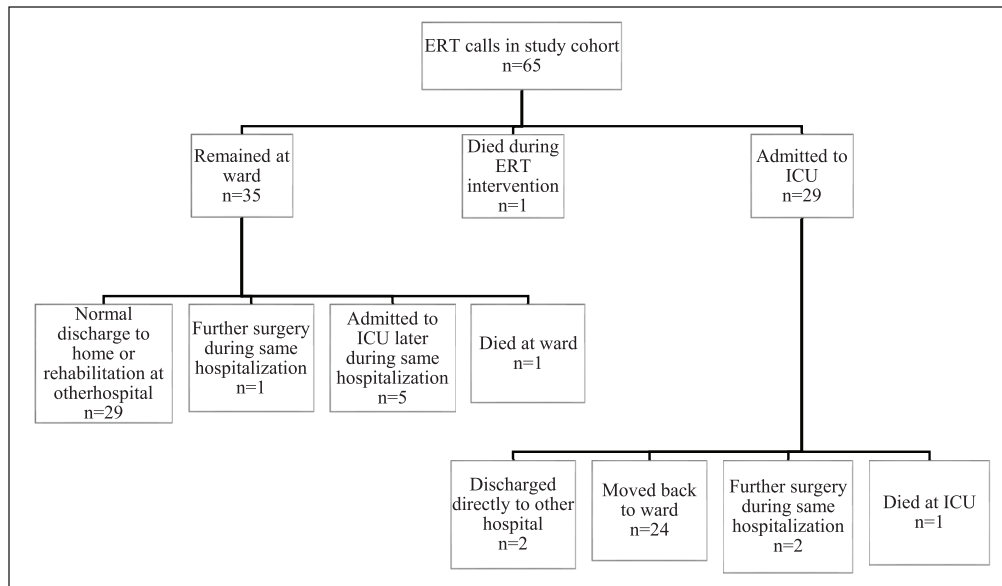 ERT calls in study cohort
n=65
Remained at
ward
n=35
Died during
ERT
intervention
n=1
Admitted to
ICU
n=29
Normal
discharge to
home or
rehabilitation at
otherhospital
n=29
Further surgery
during same
hospitalization
n=1
Admitted to
ICU later
during same
hospitalization
n=5
Died at ward
n=1
Discharged
directly to other
hospital
n=2
Moved back
to ward
n=24
Further surgery
during same
hospitalization
n=2
Died at ICU
n=1